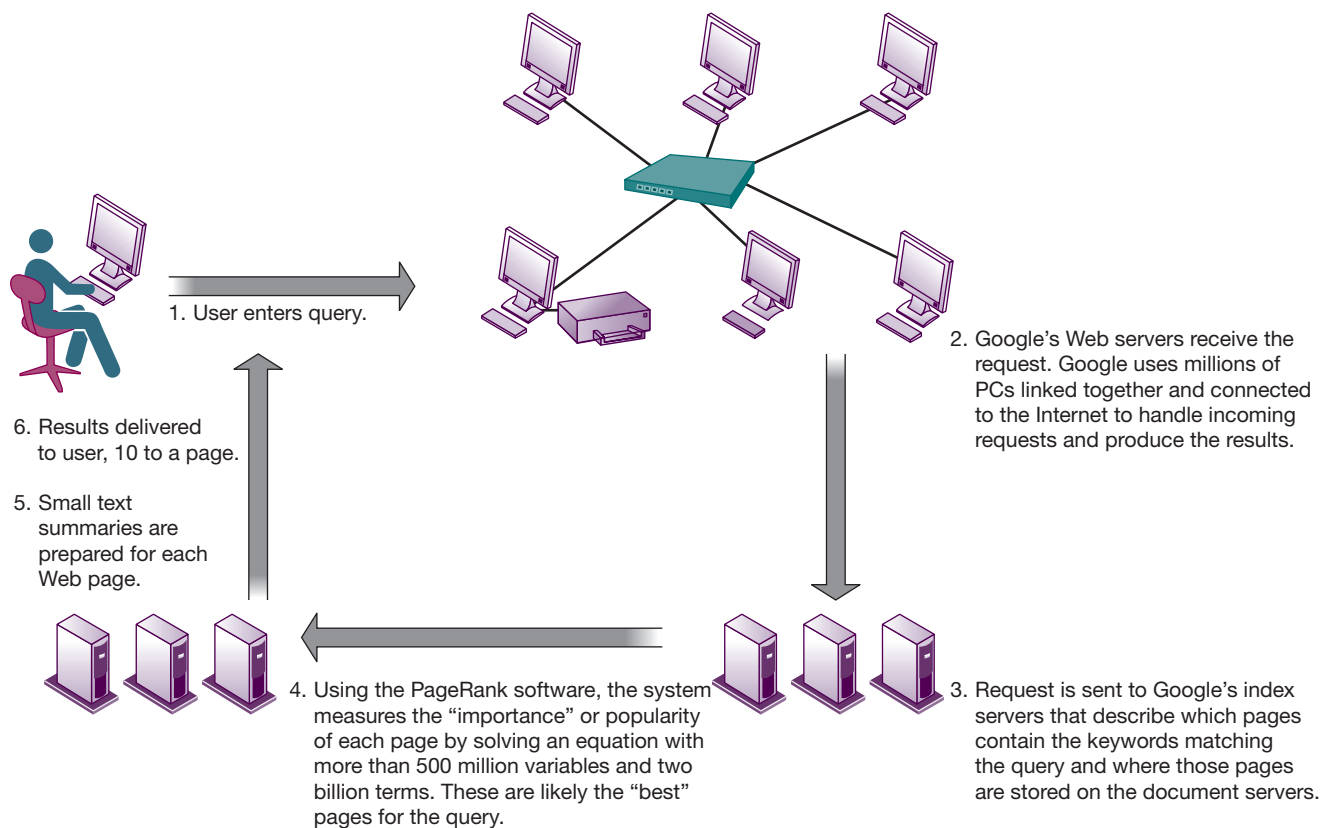 1. User enters query.
2. Google’s Web servers receive the
request. Google uses millions of
PCs linked together and connected
to the Internet to handle incoming
requests and produce the results.
3. Request is sent to Google’s index
servers that describe which pages
contain the keywords matching
the query and where those pages
are stored on the document servers.
4. Using the PageRank software, the system
measures the “importance” or popularity
of each page by solving an equation with
more than 500 million variables and two
billion terms. These are likely the “best”
pages for the query.
5. Small text
summaries are
prepared for each
Web page.
6. Results delivered
to user, 10 to a page.